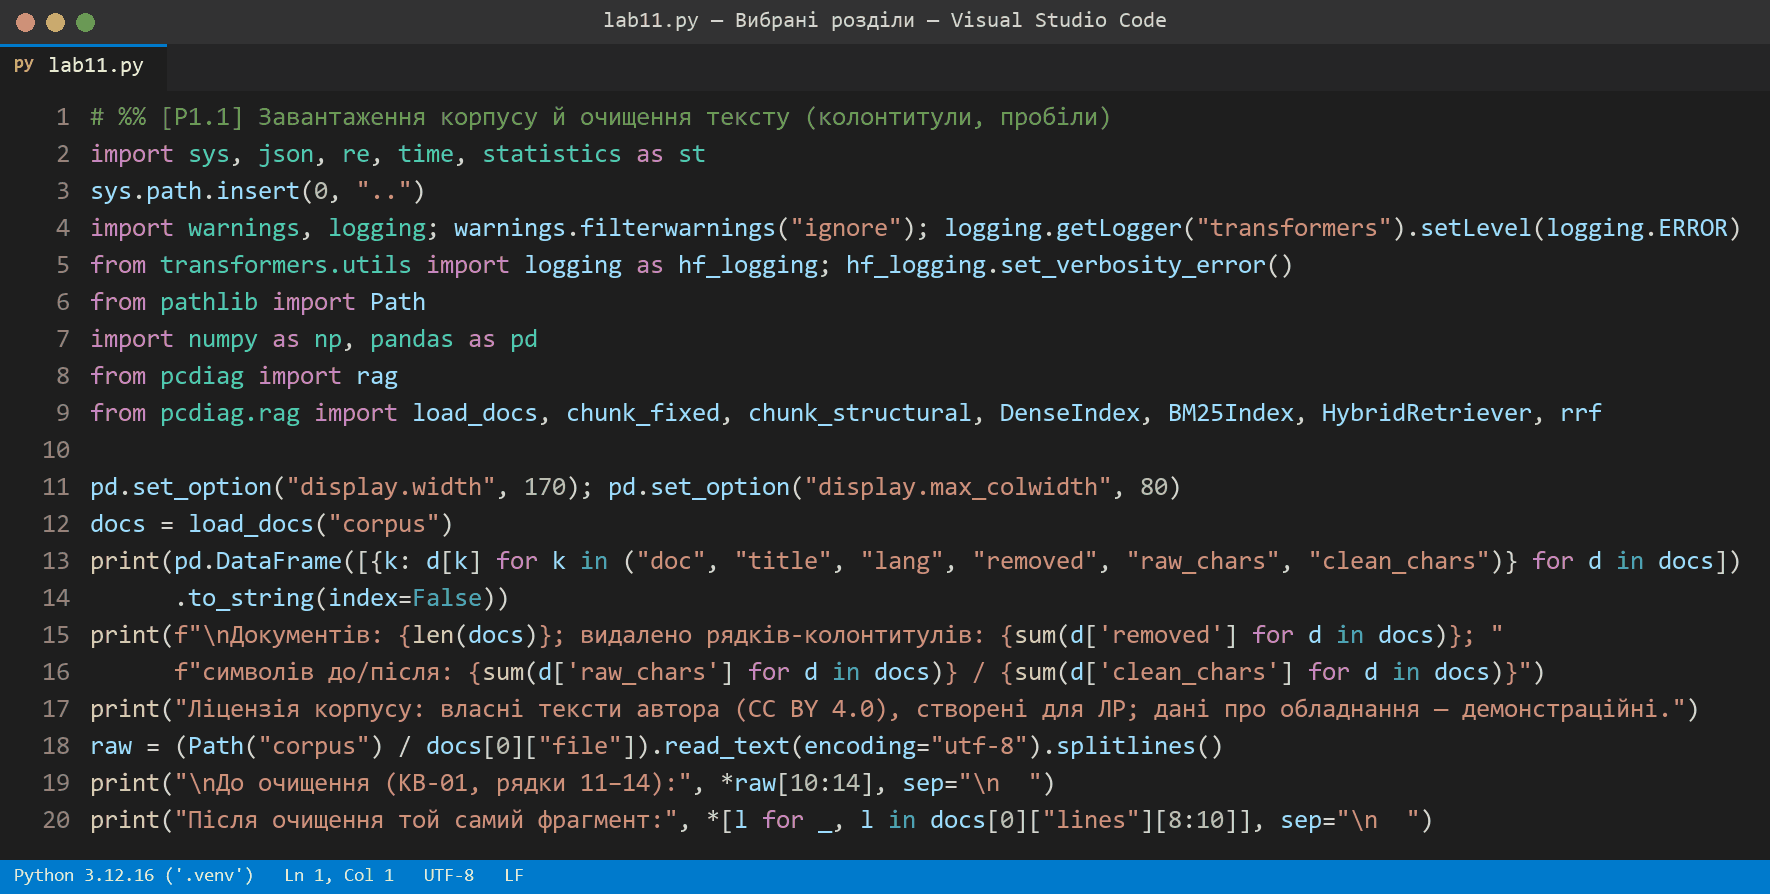 lab11.py — Вибрані розділи — Visual Studio Code
py lab11.py
1 # %% [P1.1] Завантаження корпусу й очищення тексту (колонтитули, пробіли)
2 import sys, json, re, time, statistics as st
3 sys.path.insert(0, "..")
4 import warnings, logging; warnings.filterwarnings("ignore"); logging.getLogger("transformers").setLevel(logging.ERROR)
5 from transformers.utils import logging as hf_logging; hf_logging.set_verbosity_error()
6 from pathlib import Path
7 import numpy as np, pandas as pd
8 from pcdiag import rag
9 from pcdiag.rag import load_docs, chunk_fixed, chunk_structural, DenseIndex, BM25Index, HybridRetriever, rrf
10
11 pd.set_option("display.width", 170); pd.set_option("display.max_colwidth", 80)
12 docs = load_docs("corpus")
13 print(pd.DataFrame([{k: d[k] for k in ("doc", "title", "lang", "removed", "raw_chars", "clean_chars")} for d in docs])
14       .to_string(index=False))
15 print(f"\nДокументів: {len(docs)}; видалено рядків-колонтитулів: {sum(d['removed'] for d in docs)}; "
16       f"символів до/після: {sum(d['raw_chars'] for d in docs)} / {sum(d['clean_chars'] for d in docs)}")
17 print("Ліцензія корпусу: власні тексти автора (CC BY 4.0), створені для ЛР; дані про обладнання — демонстраційні.")
18 raw = (Path("corpus") / docs[0]["file"]).read_text(encoding="utf-8").splitlines()
19 print("\nДо очищення (KB-01, рядки 11–14):", *raw[10:14], sep="\n  ")
20 print("Після очищення той самий фрагмент:", *[l for _, l in docs[0]["lines"][8:10]], sep="\n  ")
Python 3.12.16 ('.venv') Ln 1, Col 1 UTF-8 LF